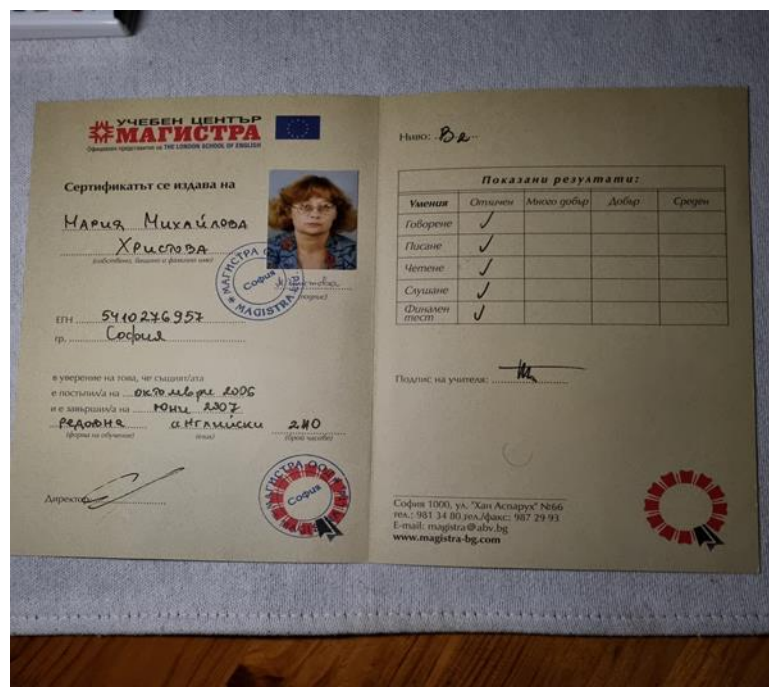 УЧЕБЕН ЦЕНТЪР
МАГИСТРА
Официален представител на THE LONDON SCHOOL OF ENGLISH
Сертификатът се издава на
Мария Михайлова
Христова
(собствено, бащино и фамилно име)
МАГИСТРА ООД
София
MAGISTRA
(подпис)
ЕГН 5410276957
гр. София
в уверение на това, че същият/ата
е постъпил/а на октомври 2006
и е завършил/а на Юни 2007
редовна английски 240
(форма на обучение) (език) (брой часове)
Директор:
МАГИСТРА ООД
София
Ниво: B2
Показани резултати:
Умения Отличен Много добър Добър Среден
Говорене ✓
Писане ✓
Четене ✓
Слушане ✓
Финален тест ✓
Подпис на учителя:
София 1000, ул. "Хан Аспарух" №66
тел.: 981 34 80 тел./факс: 987 29 93
E-mail: magistra@abv.bg
www.magistra-bg.com